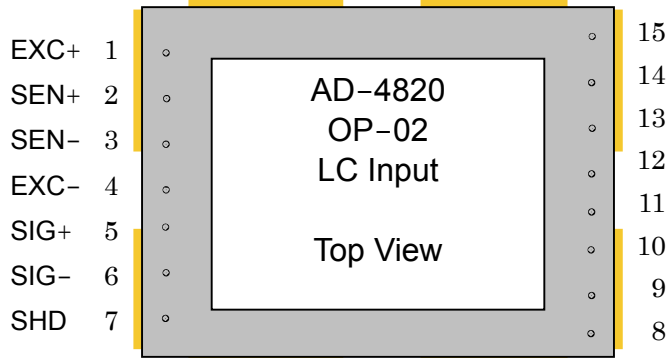 EXC+ 1
SEN+ 2
SEN- 3
EXC- 4
SIG+ 5
SIG- 6
SHD 7
AD-4820
OP-02
LC Input
Top View
15
14
13
12
11
10
9
8